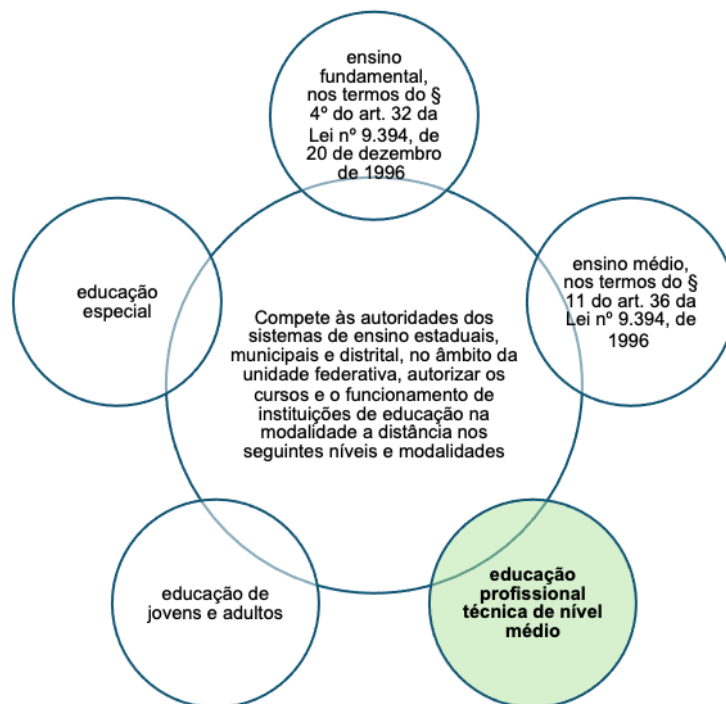 ensino
fundamental,
nos termos do §
4º do art. 32 da
Lei nº 9.394, de
20 de dezembro
de 1996
ensino médio,
nos termos do §
11 do art. 36 da
Lei nº 9.394, de
1996
educação
especial
Compete às autoridades dos
sistemas de ensino estaduais,
municipais e distrital, no âmbito da
unidade federativa, autorizar os
cursos e o funcionamento de
instituições de educação na
modalidade a distância nos
seguintes níveis e modalidades
educação
profissional
técnica de nível
médio
educação de
jovens e adultos